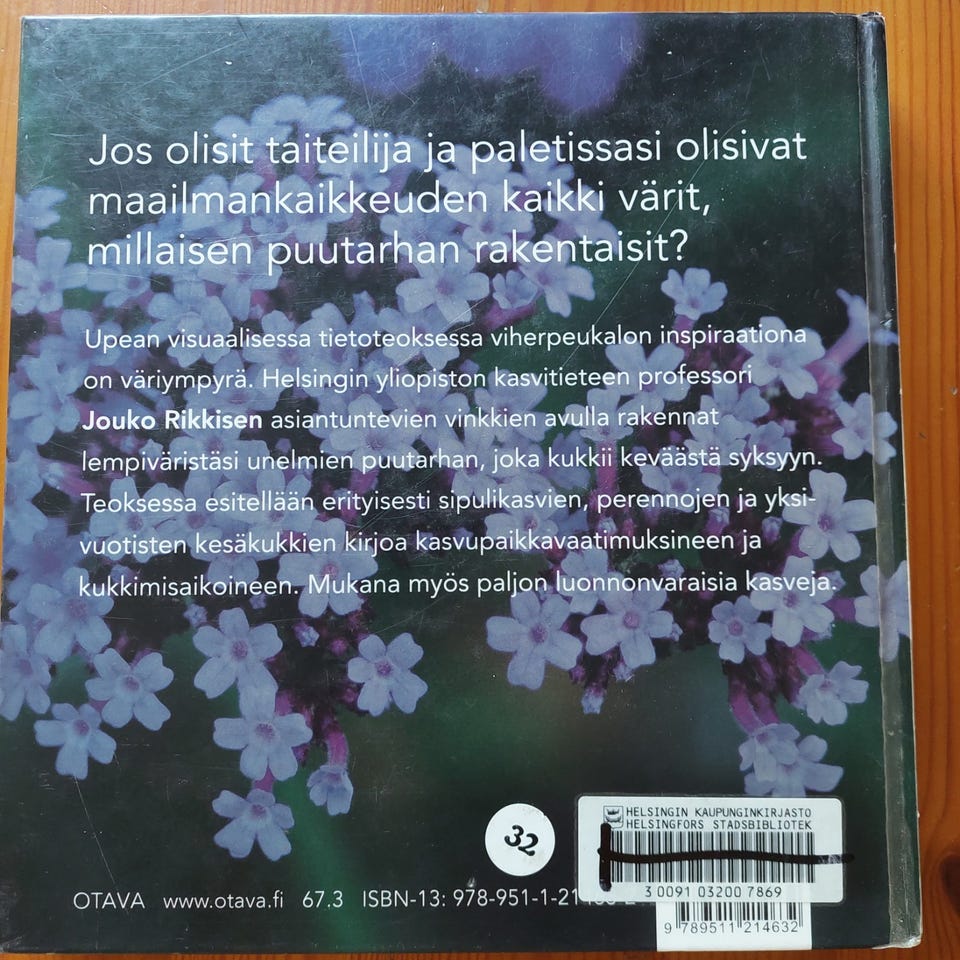 Jos olisit taiteilija ja paletissasi olisivat
maailmankaikkeuden kaikki värit,
millaisen puutarhan rakentaisit?
Upean visuaalisessa tietoteoksessa viherpeukalon inspiraationa
on väriympyrä. Helsingin yliopiston kasvitieteen professori
Jouko Rikkisen asiantuntevien vinkkien avulla rakennat
lempiväristäsi unelmien puutarhan, joka kukkii keväästä syksyyn.
Teoksessa esitellään erityisesti sipulikasvien, perennojen ja yksi-
vuotisten kesäkukkien kirjoa kasvupaikkavaatimuksineen ja
kukkimisaikoineen. Mukana myös paljon luonnonvaraisia kasveja.
32
HELSINGIN KAUPUNGINKIRJASTO
HELSINGFORS STADSBIBLIOTEK
3 0091 03200 7869
OTAVA www.otava.fi 67.3 ISBN-13: 978-951-1-21
9 789511 214632